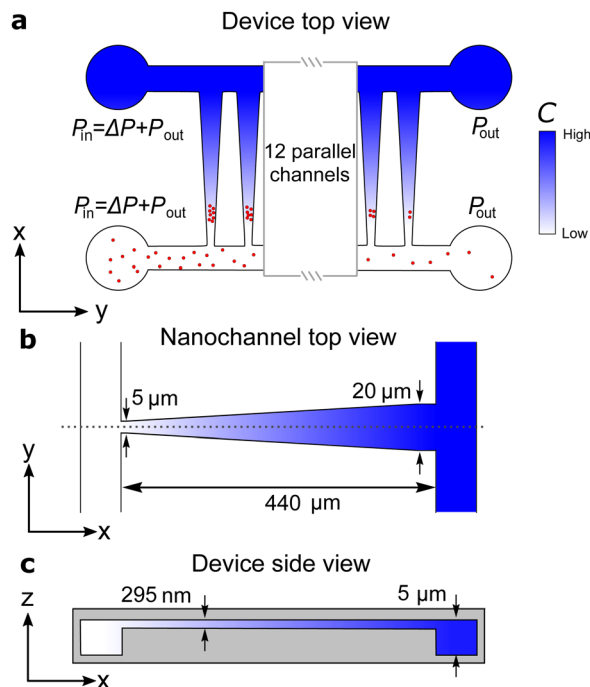 a
Device top view
P_in=ΔP+P_out
P_out
C
High
Low
12 parallel
channels
P_in=ΔP+P_out
P_out
x
y
b
Nanochannel top view
5 μm
20 μm
440 μm
y
x
c
Device side view
295 nm
5 μm
z
x